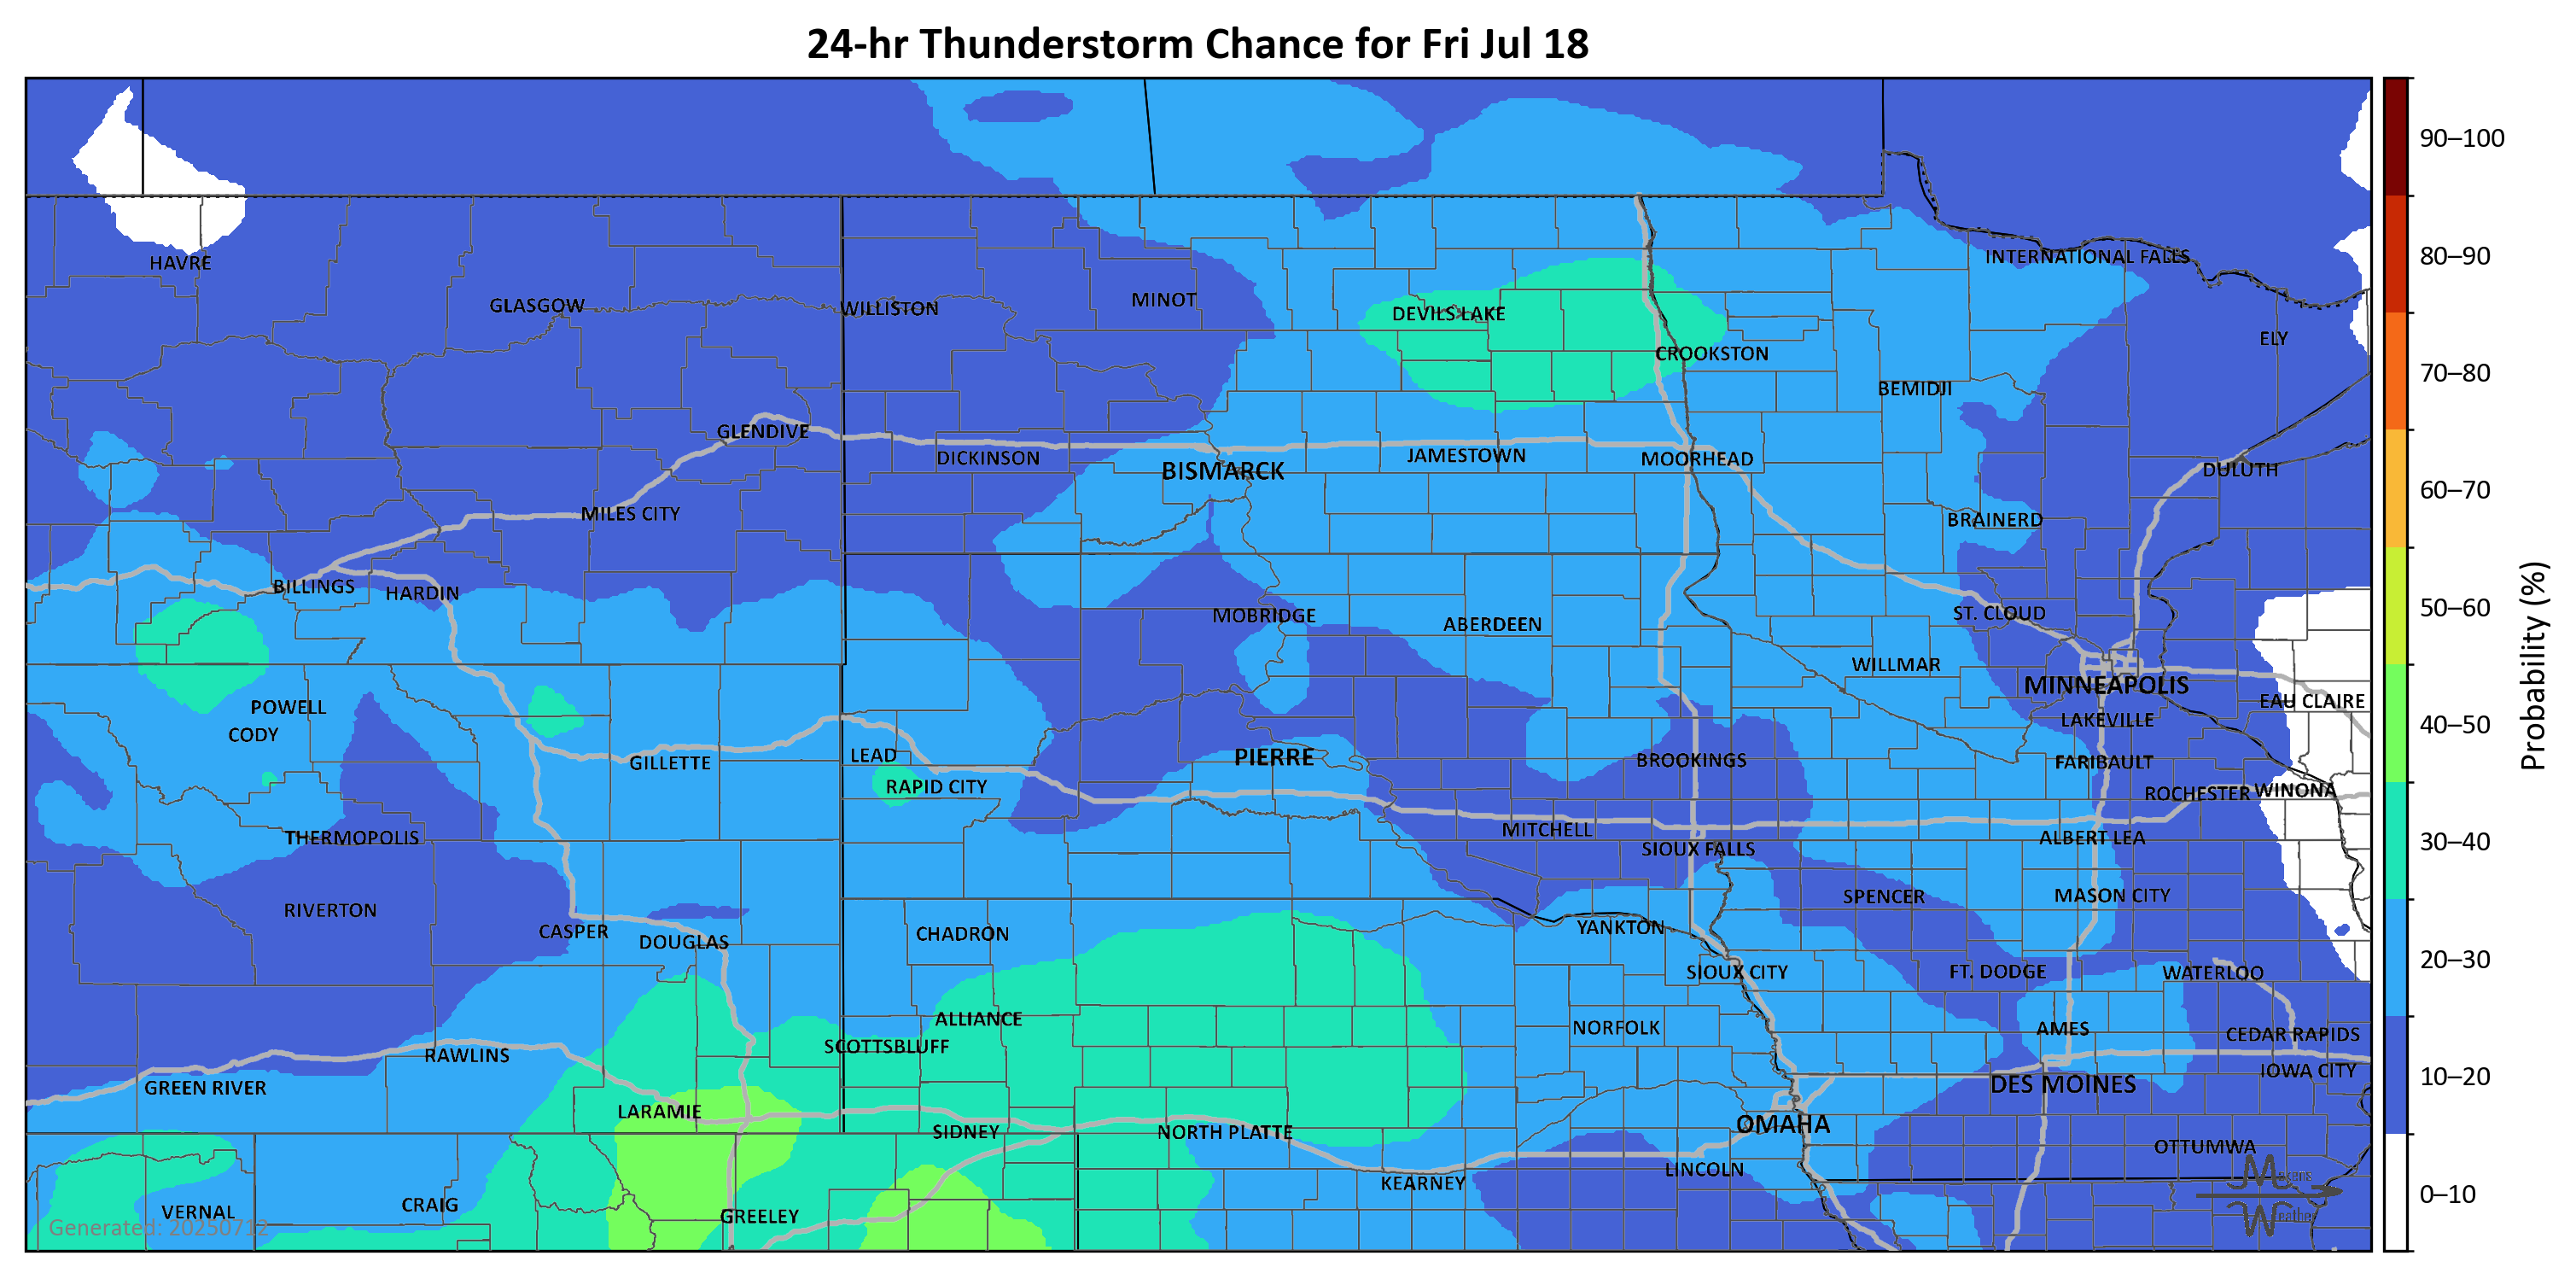 24-hr Thunderstorm Chance for Fri Jul 18
90–100
INTERNATIONAL FALLS
80–90
HAVRE
MINOT
GLASGOW
WILLISTON
DEVILS LAKE
ELY
CROOKSTON
70–80
BEMIDJI
GLENDIVE
60–70
DICKINSON
BISMARCK
JAMESTOWN
MOORHEAD
DULUTH
MILES CITY
BRAINERD
BILLINGS
HARDIN
50–60
MOBRIDGE
ABERDEEN
ST. CLOUD
WILLMAR
MINNEAPOLIS
Probability (%)
POWELL
EAU CLAIRE
CODY
LAKEVILLE
40–50
GILLETTE
LEAD
PIERRE
BROOKINGS
FARIBAULT
RAPID CITY
ROCHESTER
WINONA
THERMOPOLIS
MITCHELL
ALBERT LEA
30–40
SIOUX FALLS
RIVERTON
SPENCER
MASON CITY
CASPER
DOUGLAS
CHADRON
YANKTON
20–30
SIOUX CITY
FT. DODGE
WATERLOO
ALLIANCE
NORFOLK
AMES
CEDAR RAPIDS
RAWLINS
SCOTTSBLUFF
GREEN RIVER
DES MOINES
IOWA CITY
10–20
LARAMIE
SIDNEY
NORTH PLATTE
OMAHA
OTTUMWA
LINCOLN
KEARNEY
Mekens
Weather
0–10
VERNAL
CRAIG
GREELEY
Generated: 20250712